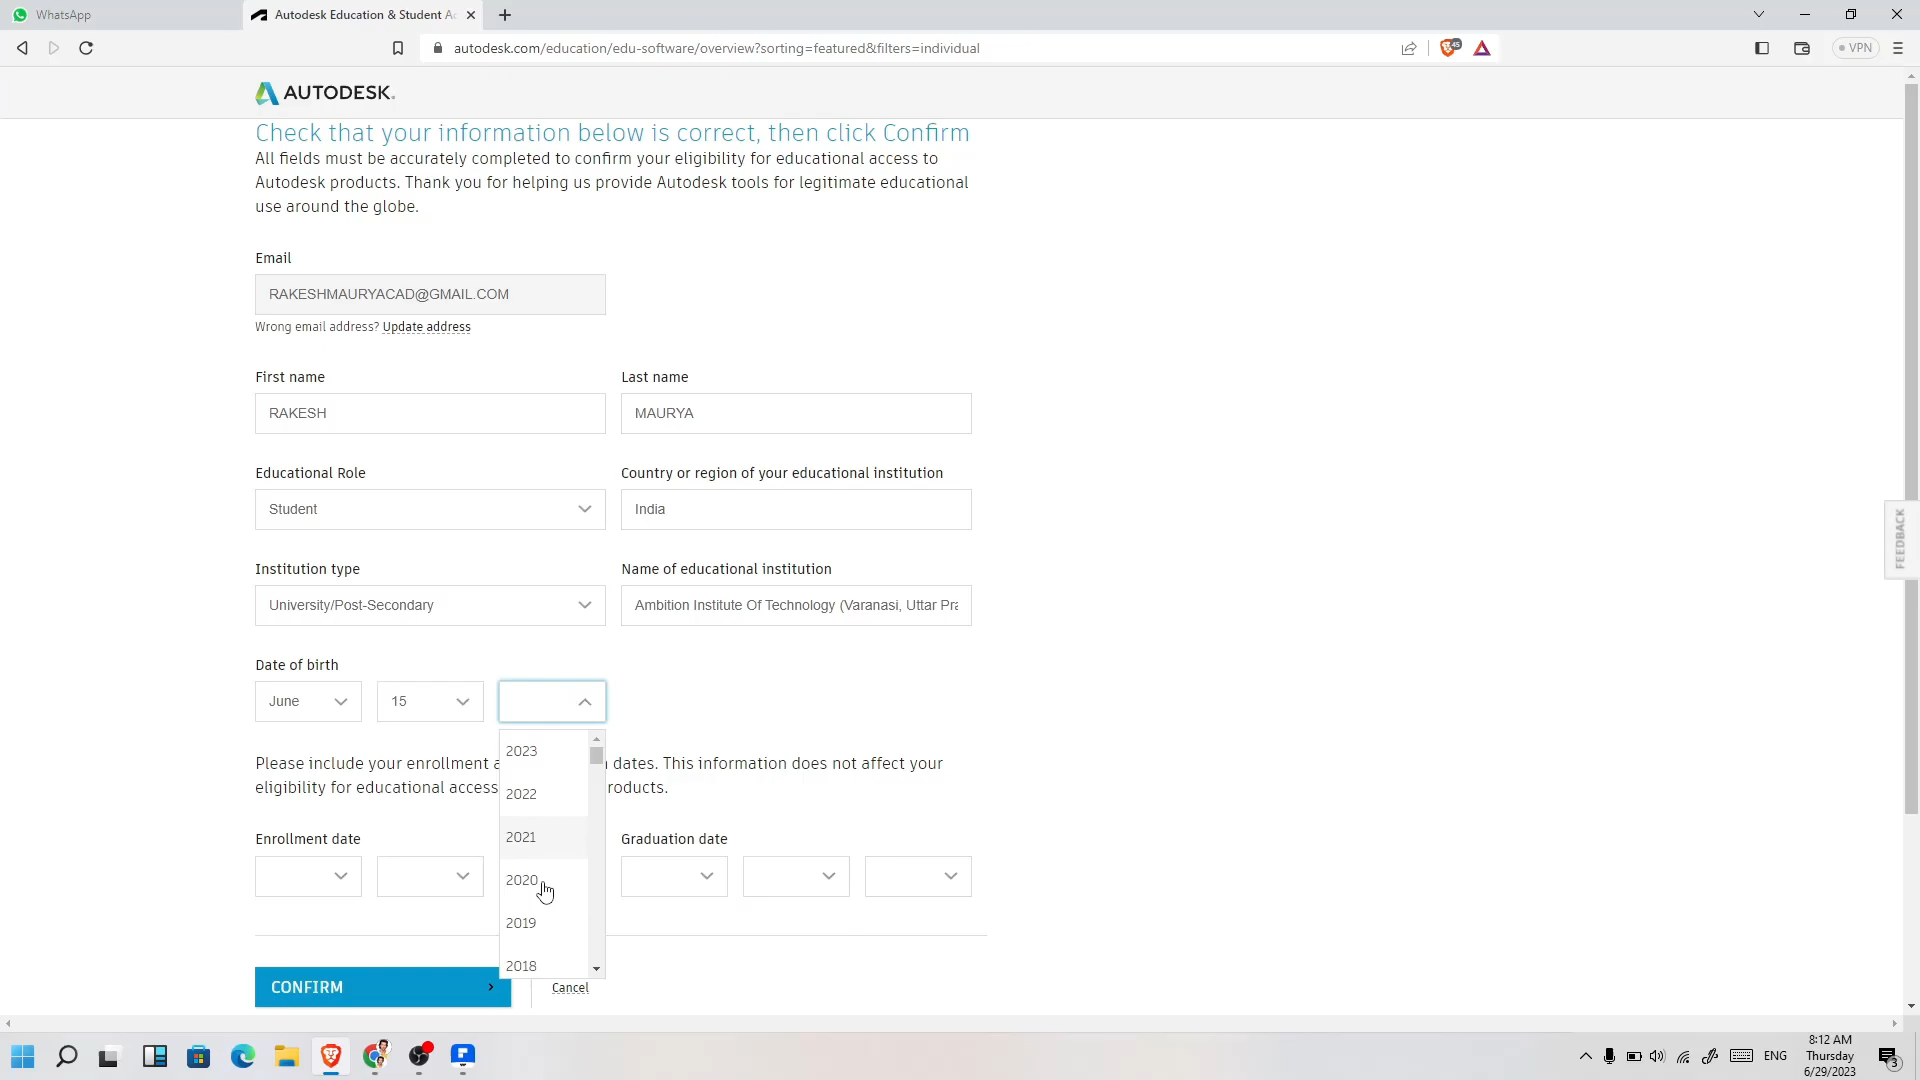 WhatsApp
Autodesk Education & Student Ac
autodesk.com/education/edu-software/overview?sorting=featured&filters=individual
45
VPN
AUTODESK.
Check that your information below is correct, then click Confirm
All fields must be accurately completed to confirm your eligibility for educational access to
Autodesk products. Thank you for helping us provide Autodesk tools for legitimate educational
use around the globe.
Email
RAKESHMAURYACAD@GMAIL.COM
Wrong email address? Update address
First name
Last name
RAKESH
MAURYA
Educational Role
Country or region of your educational institution
Student
India
FEEDBACK
Institution type
Name of educational institution
University/Post-Secondary
Ambition Institute Of Technology (Varanasi, Uttar Pra
Date of birth
June
15
2023
2022
2021
2020
2019
2018
Please include your enrollment a
dates. This information does not affect your
eligibility for educational access
roducts.
Enrollment date
Graduation date
CONFIRM
Cancel
ENG
8:12 AM
Thursday
6/29/2023
3